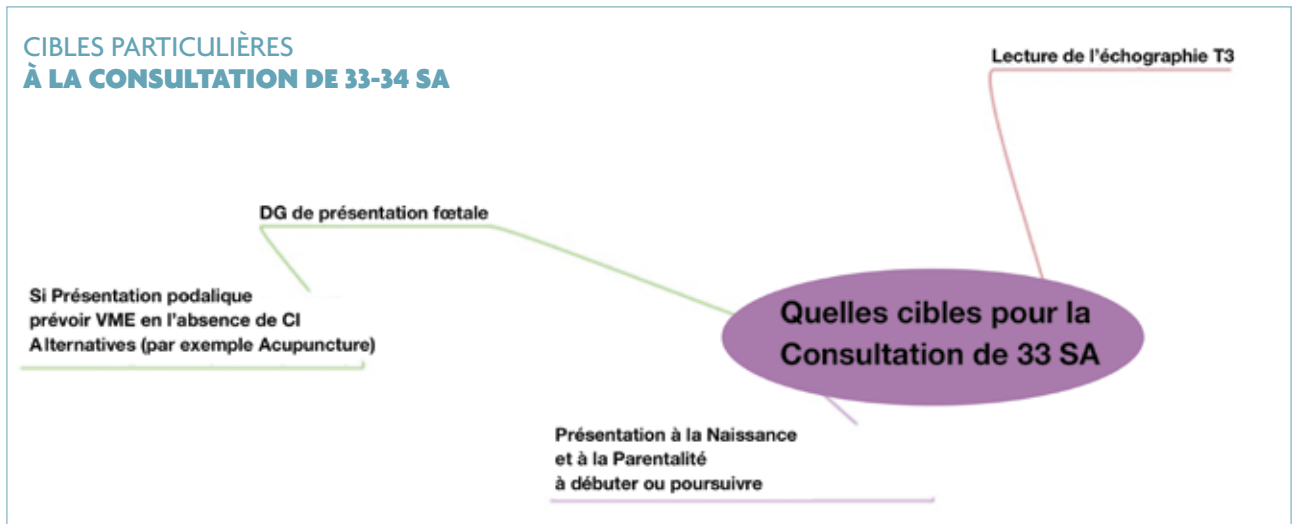 CIBLES PARTICULIÈRES
À LA CONSULTATION DE 33-34 SA
Lecture de l'échographie T3
DG de présentation fœtale
Si Présentation podalique
prévoir VME en l'absence de CI
Alternatives (par exemple Acupuncture)
Quelles cibles pour la
Consultation de 33 SA
Présentation à la Naissance
et à la Parentalité
à débuter ou poursuivre